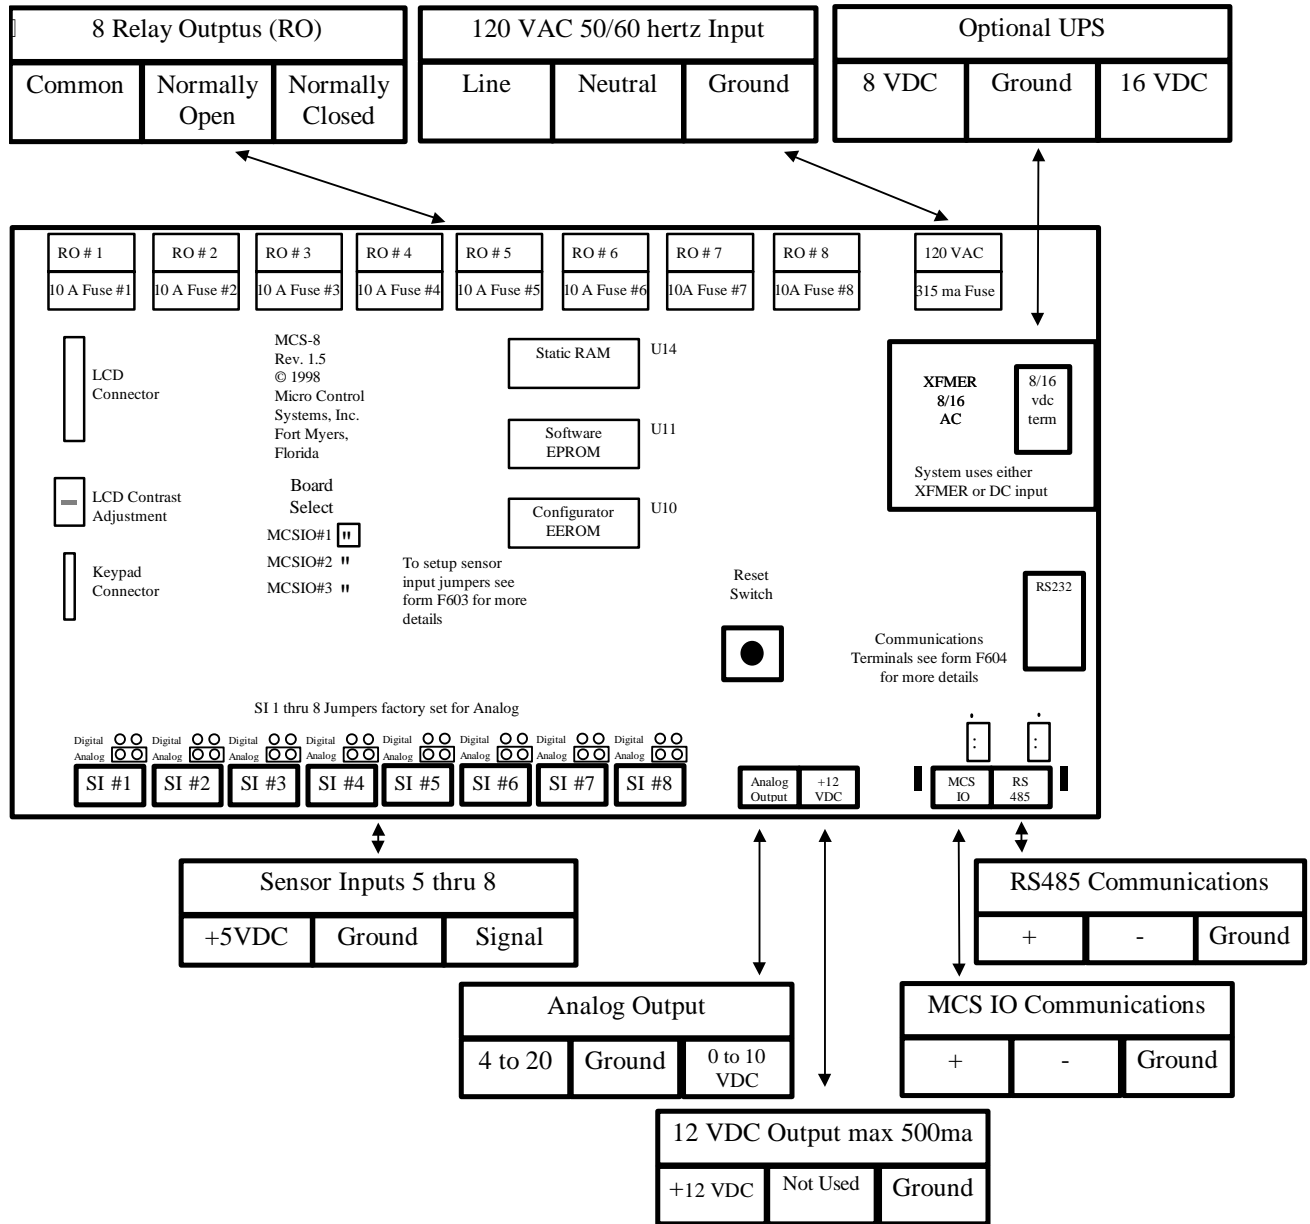 8 Relay Outptus (RO)
Common
Normally
Open
Normally
Closed
120 VAC 50/60 hertz Input
Line
Neutral
Ground
Optional UPS
8 VDC
Ground
16 VDC
RO # 1
10 A Fuse #1
RO # 2
10 A Fuse #2
RO # 3
10 A Fuse #3
RO # 4
10 A Fuse #4
RO # 5
10 A Fuse #5
RO # 6
10 A Fuse #6
RO # 7
10A Fuse #7
RO # 8
10A Fuse #8
120 VAC
315 ma Fuse
LCD
Connector
MCS-8
Rev. 1.5
© 1998
Micro Control
Systems, Inc.
Fort Myers,
Florida
Static RAM
U14
Software
EPROM
U11
Configurator
EEROM
U10
XFMER
8/16
AC
8/16
vdc
term
System uses either
XFMER or DC input
LCD Contrast
Adjustment
Board
Select
MCSIO#1 "
MCSIO#2 "
MCSIO#3 "
Keypad
Connector
To setup sensor
input jumpers see
form F603 for more
details
Reset
Switch
RS232
Communications
Terminals see form F604
for more details
SI 1 thru 8 Jumpers factory set for Analog
Digital
Analog
SI #1
Digital
Analog
SI #2
Digital
Analog
SI #3
Digital
Analog
SI #4
Digital
Analog
SI #5
Digital
Analog
SI #6
Digital
Analog
SI #7
Digital
Analog
SI #8
Analog
Output
+12
VDC
MCS
IO
RS
485
Sensor Inputs 5 thru 8
+5VDC
Ground
Signal
RS485 Communications
+
-
Ground
Analog Output
4 to 20
Ground
0 to 10
VDC
MCS IO Communications
+
-
Ground
12 VDC Output max 500ma
+12 VDC
Not Used
Ground